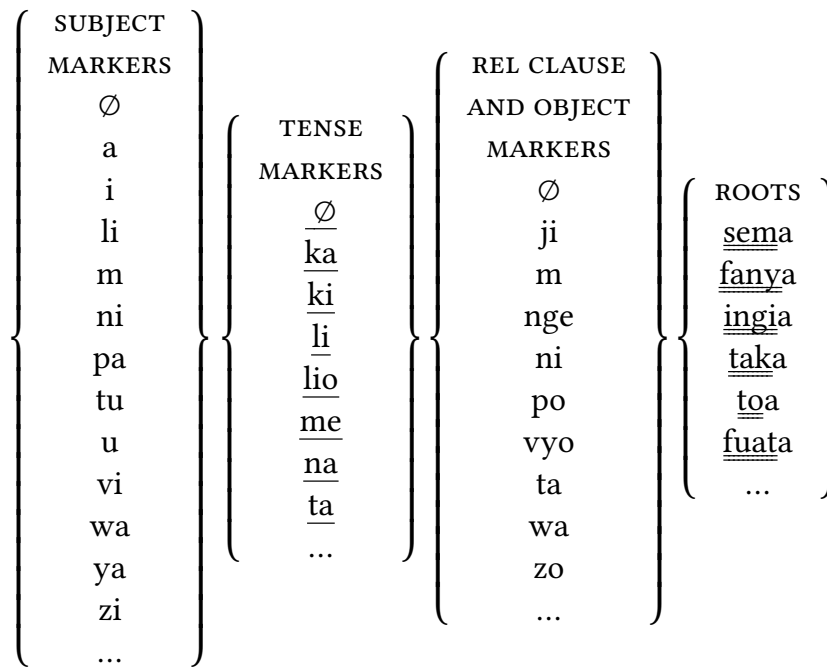 SUBJECT
MARKERS
∅
a
i
li
m
ni
pa
tu
u
vi
wa
ya
zi
...
TENSE
MARKERS
∅
ka
ki
li
lio
me
na
ta
...
REL CLAUSE
AND OBJECT
MARKERS
∅
ji
m
nge
ni
po
vyo
ta
wa
zo
...
ROOTS
sema
fanya
ingia
taka
toa
fuata
...